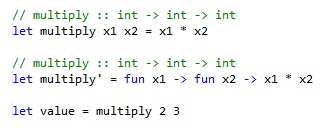 // multiply :: int -> int -> int
let multiply x1 x2 = x1 * x2
// multiply :: int -> int -> int
let multiply' = fun x1 -> fun x2 -> x1 * x2
let value = multiply 2 3